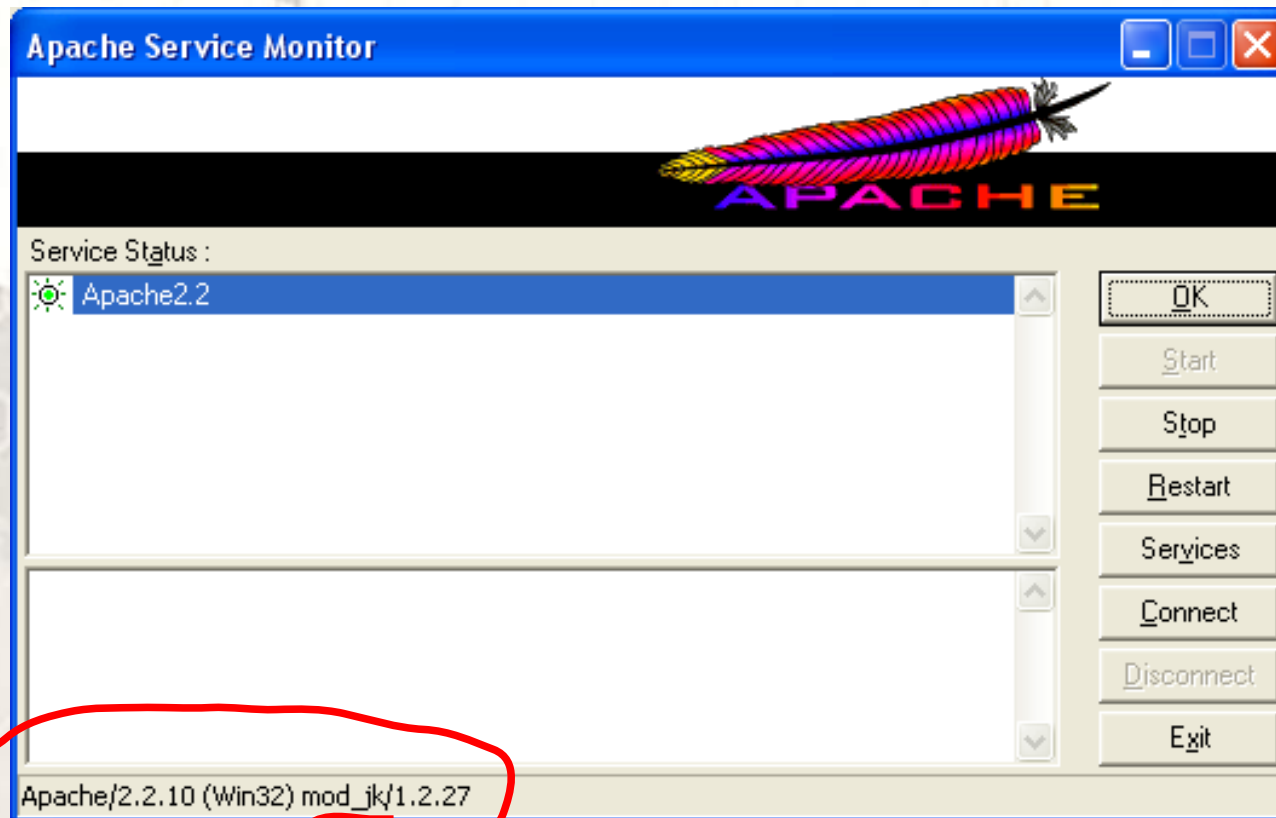 Apache Service Monitor
APACHE
Service Status :
Apache2.2
OK
Start
Stop
Restart
Services
Connect
Disconnect
Exit
Apache/2.2.10 (Win32) mod_jk/1.2.27